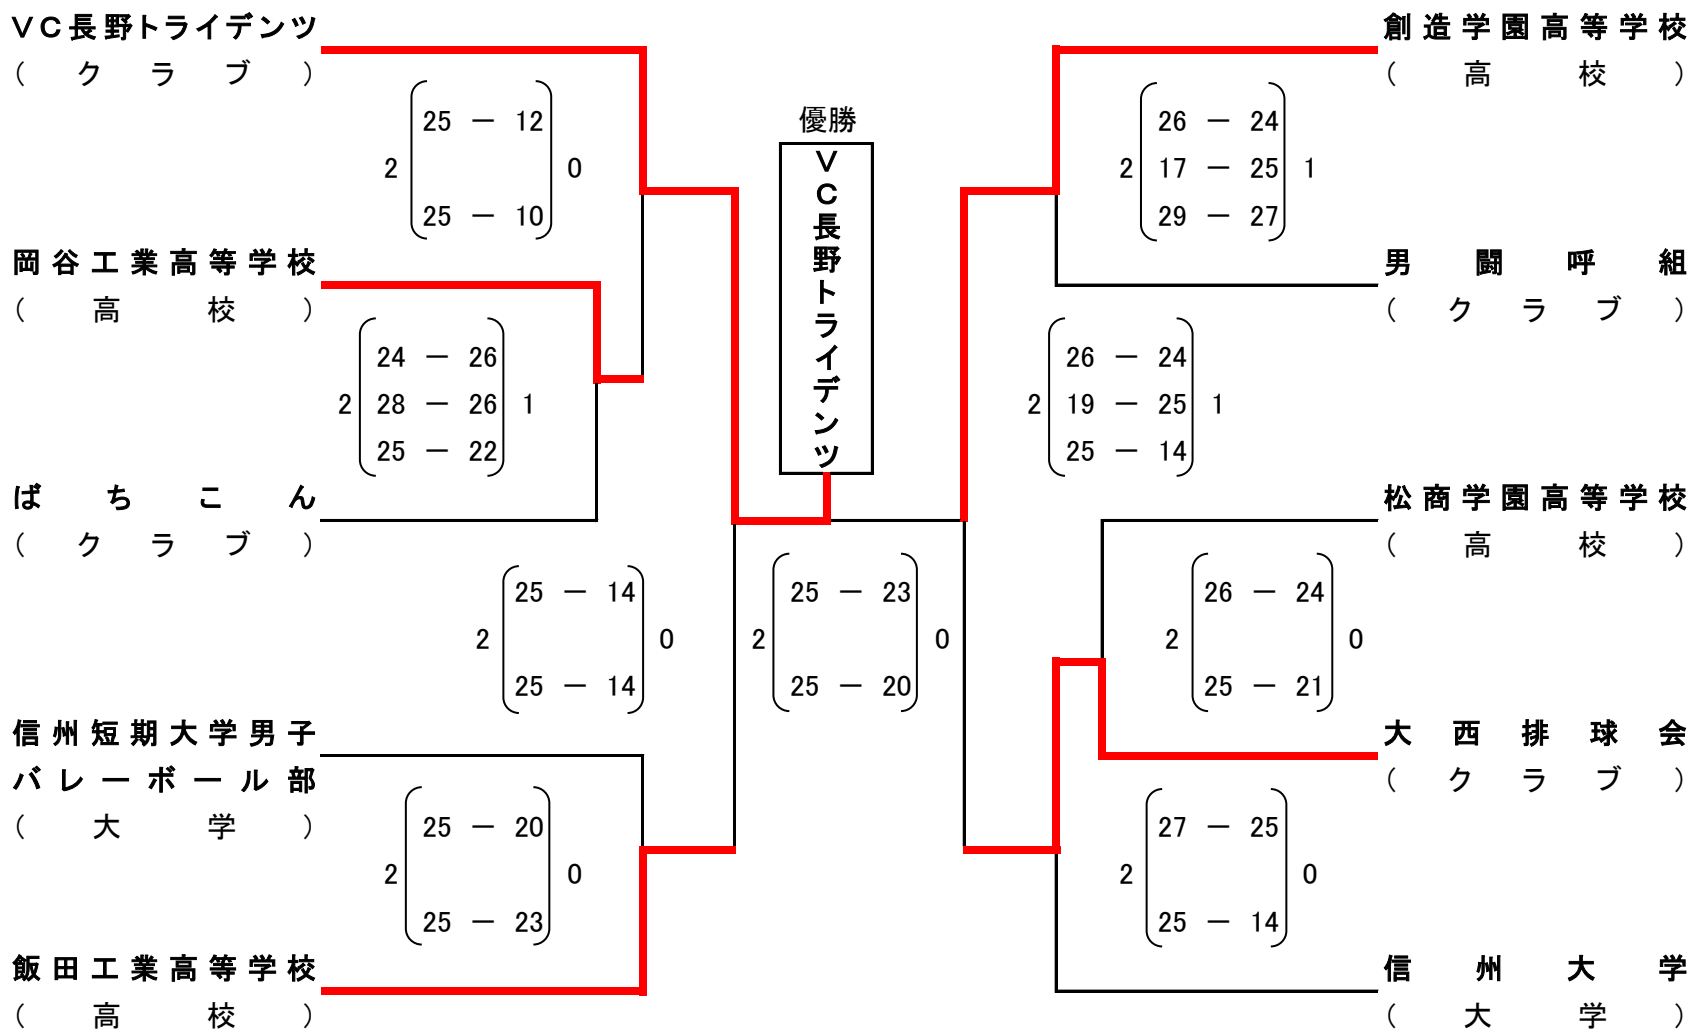 VC長野トライデンツ
(クラブ)
2 25 － 12 0
25 － 10
岡谷工業高等学校
(高校)
24 － 26
2 28 － 26 1
25 － 22
ばちこん
(クラブ)
25 － 14
2 0
25 － 14
信州短期大学男子
バレーボール部
(大学)
25 － 20
2 0
25 － 23
飯田工業高等学校
(高校)
優勝
VC長野トライデンツ
25 － 23
2 0
25 － 20
創造学園高等学校
(高校)
26 － 24
2 17 － 25 1
29 － 27
男闘呼組
(クラブ)
26 － 24
2 19 － 25 1
25 － 14
松商学園高等学校
(高校)
26 － 24
2 0
25 － 21
大西排球会
(クラブ)
27 － 25
2 0
25 － 14
信州大学
(大学)